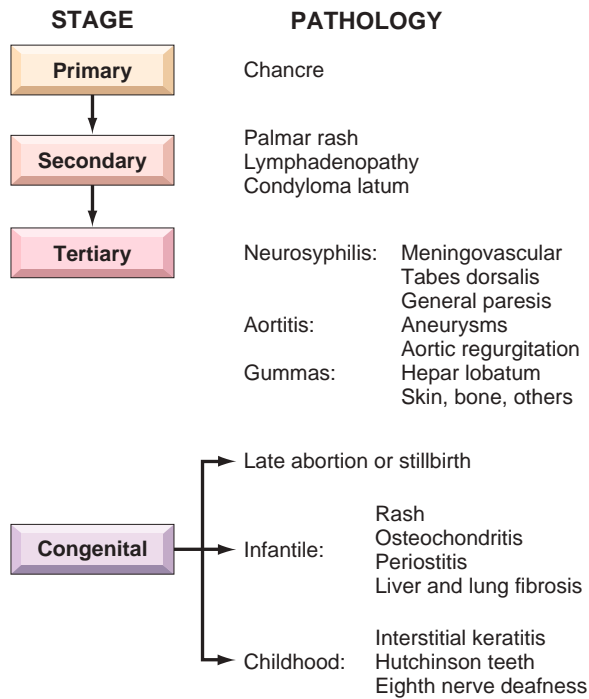 STAGE PATHOLOGY
Primary Chancre
Palmar rash
Secondary Lymphadenopathy
Condyloma latum
Tertiary Neurosyphilis: Meningovascular
Tabes dorsalis
General paresis
Aortitis: Aneurysms
Aortic regurgitation
Gummas: Hepar lobatum
Skin, bone, others
Late abortion or stillbirth
Rash
Osteochondritis
Congenital Infantile: Periostitis
Liver and lung fibrosis
Interstitial keratitis
Childhood: Hutchinson teeth
Eighth nerve deafness